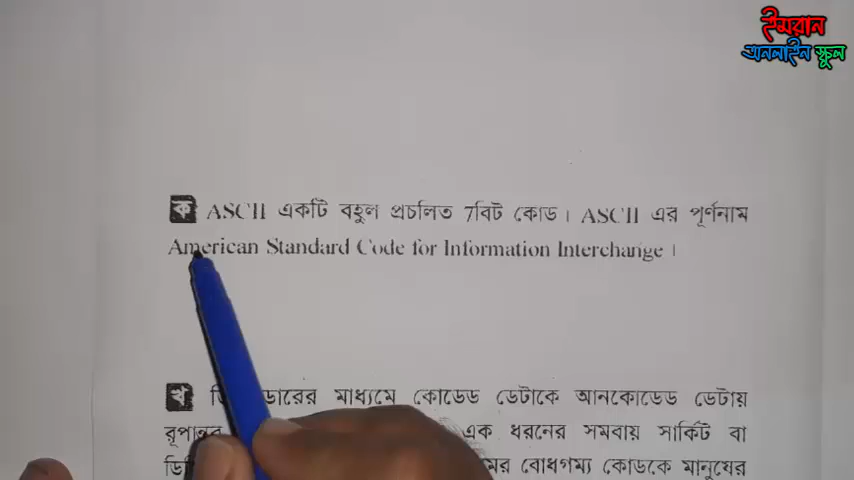 ইমরান
অনলাইন স্কুল
ক ASCII একটি বহুল প্রচলিত 7বিট কোড। ASCII এর পূর্ণনাম
American Standard Code for Information Interchange।
খ মাধ্যমে কোডেড ডেটাকে আনকোডেড ডেটায়
এক ধরনের সমবায় সার্কিট বা
বোধগম্য কোডকে মানুষের